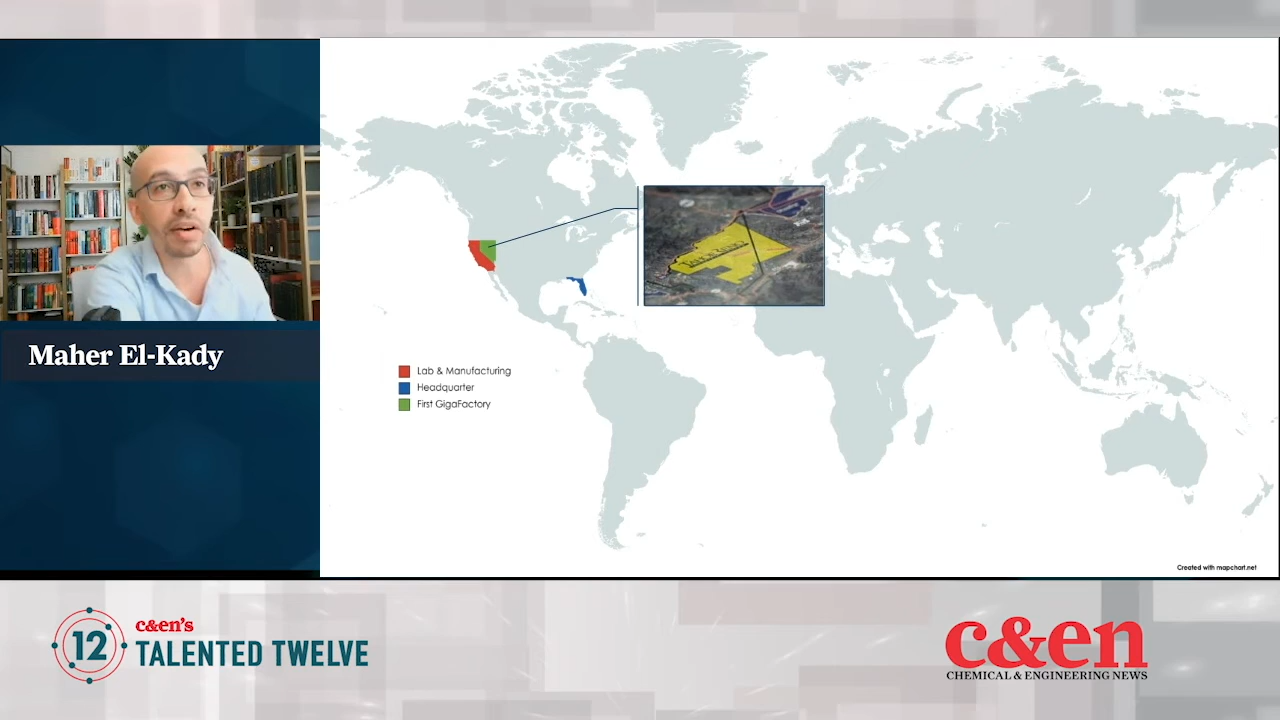 Maher El-Kady
Lab & Manufacturing
Headquarter
First GigaFactory
Created with mapchart.net
12
c&en's
TALENTED TWELVE
c&en
CHEMICAL & ENGINEERING NEWS